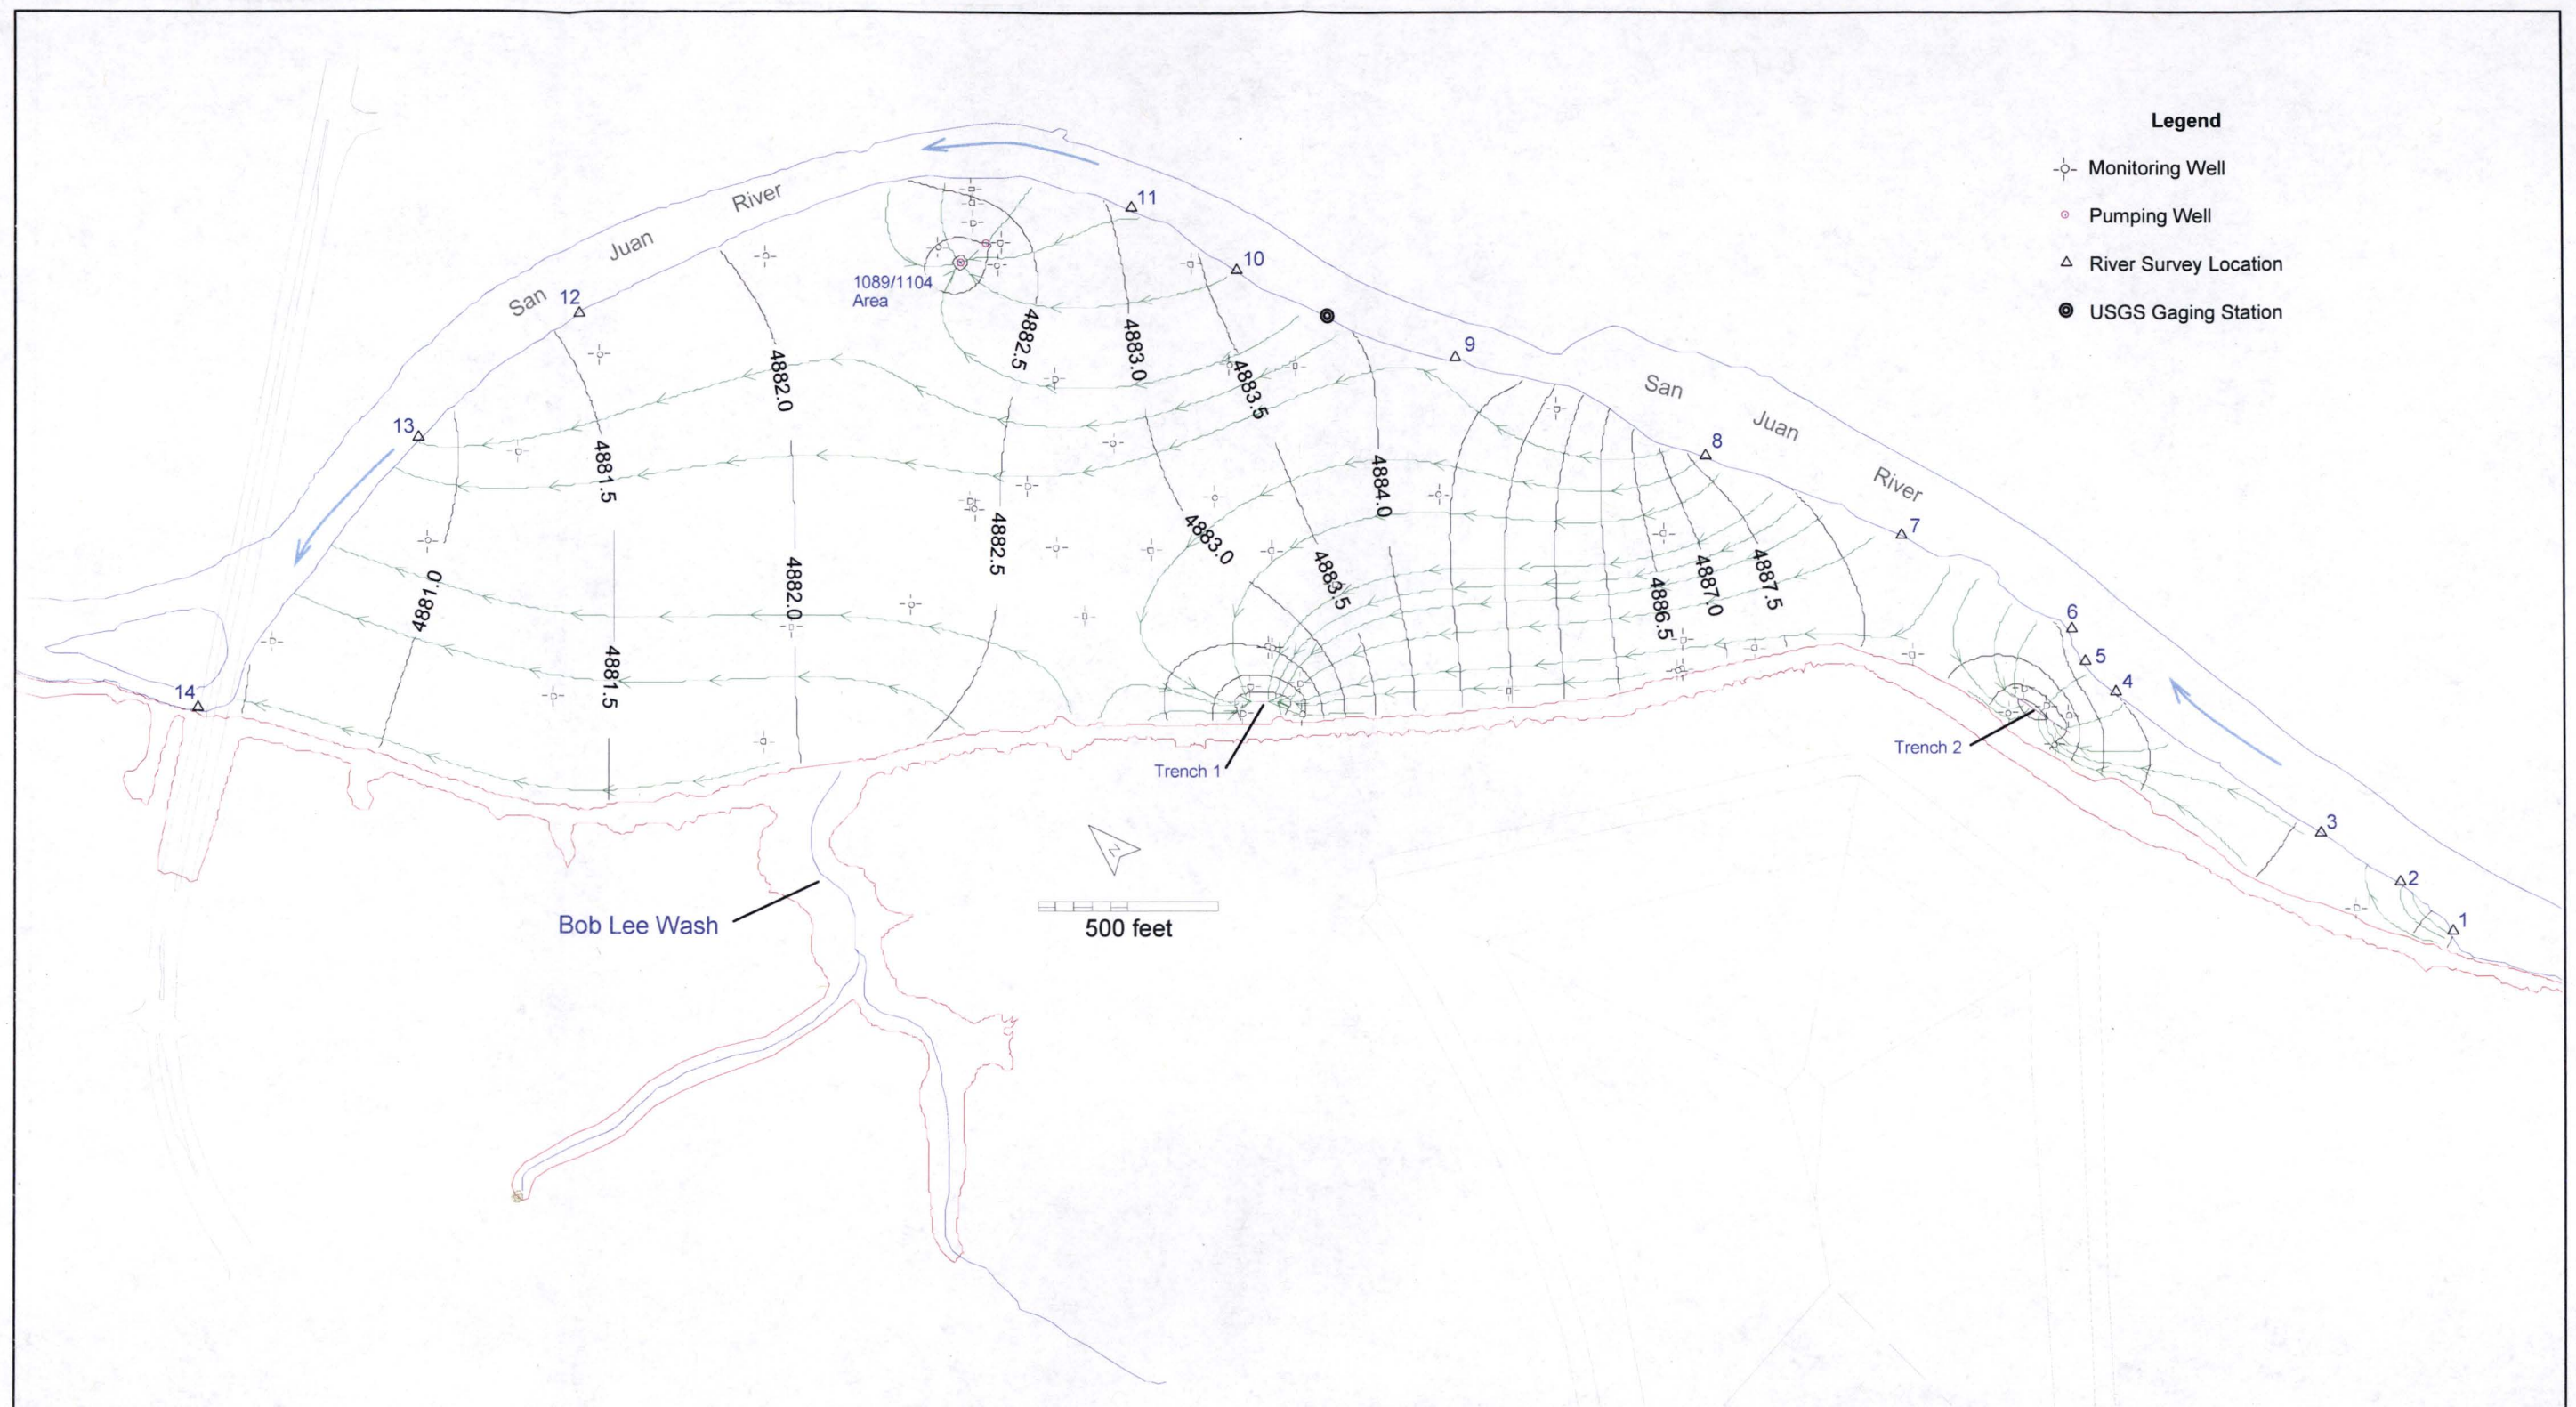 Legend
Monitoring Well
Pumping Well
River Survey Location
USGS Gaging Station
San Juan River
San Juan River
1
2
3
4
5
6
7
8
9
10
11
12
13
14
1089/1104
Area
4882.5
4883.0
4883.5
4882.0
4881.5
4884.0
4882.5
4883.0
4883.5
4886.5
4887.0
4887.5
4882.0
4881.0
4881.5
Trench 1
Trench 2
N
500 feet
Bob Lee Wash